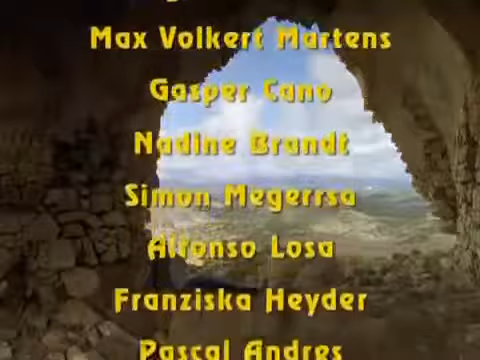 Max Volkert Martens
Gasper Cano
Nadine Brandt
Simon Megerrsa
Alfonso Losa
Franziska Heyder
Pascal Andres